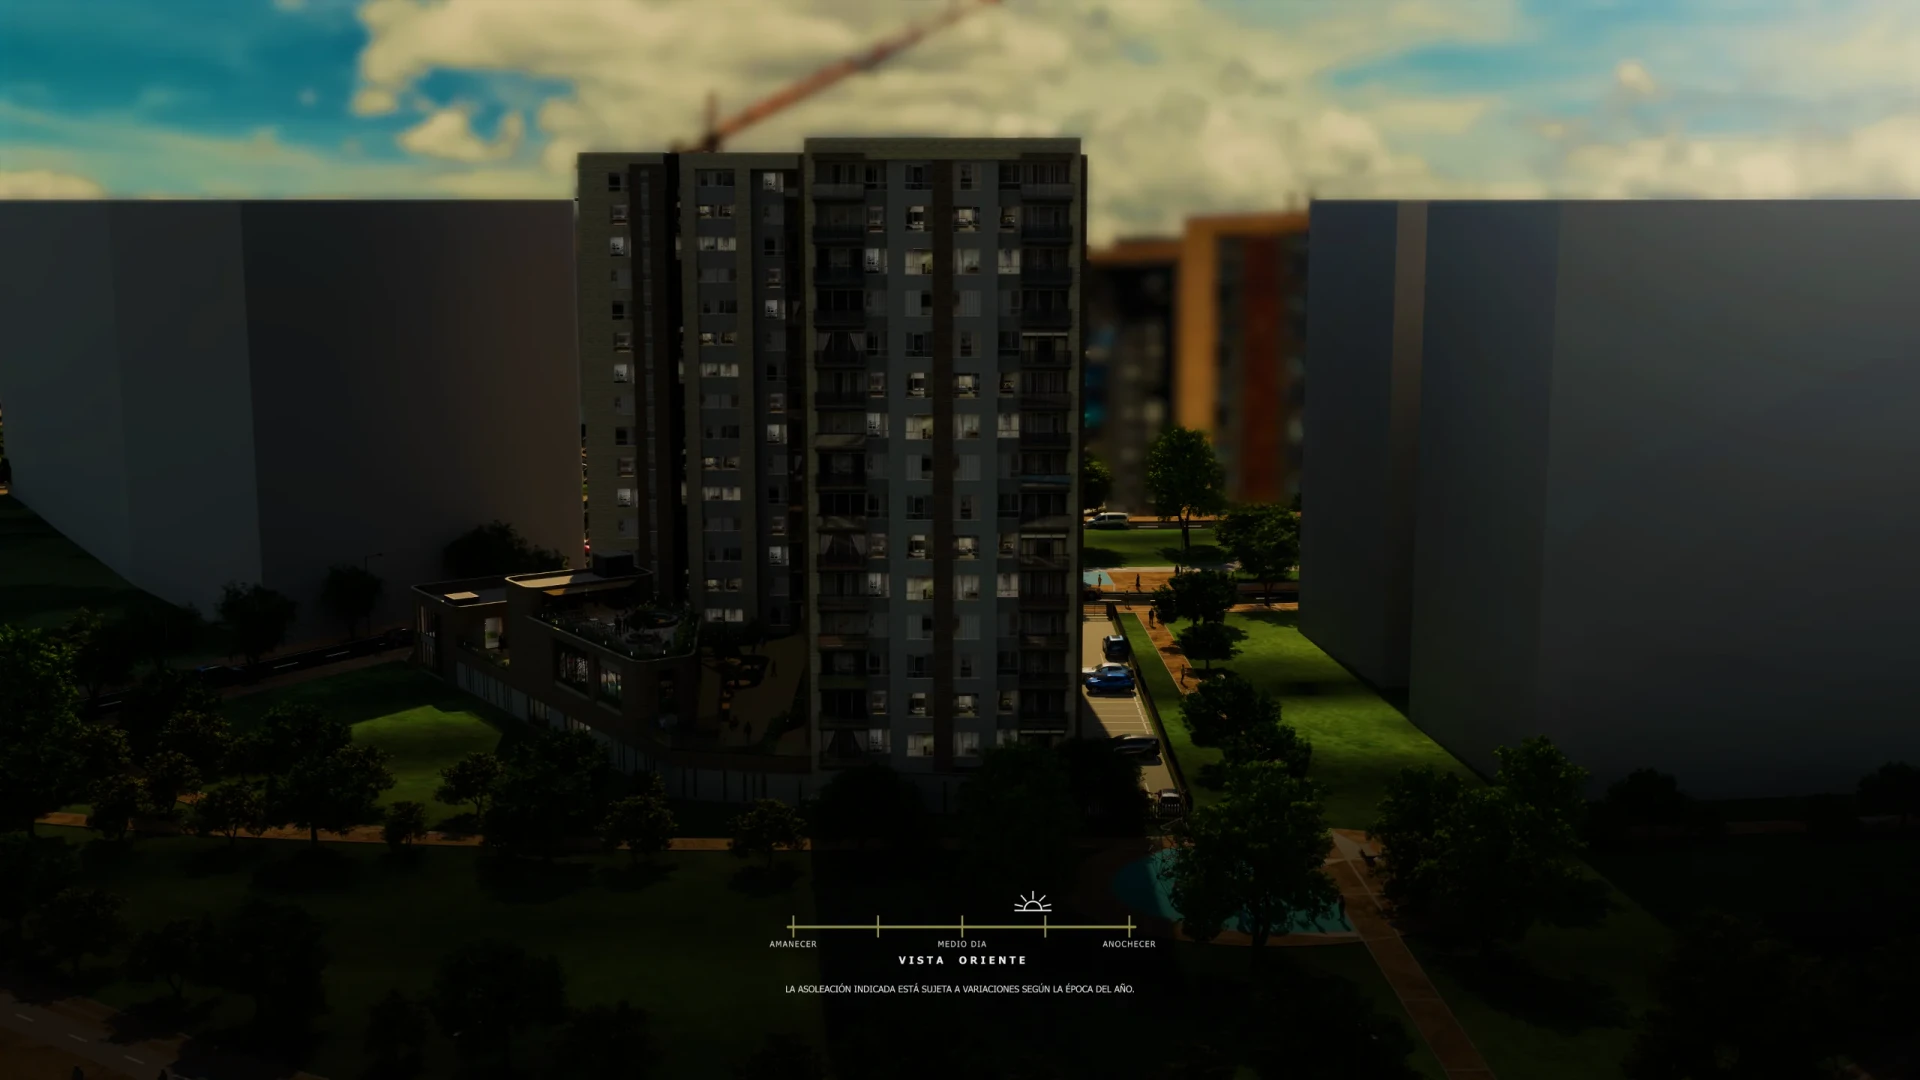 AMANECER MEDIO DIA ANOCHECER
VISTA ORIENTE
LA ASOLEACIÓN INDICADA ESTÁ SUJETA A VARIACIONES SEGÚN LA ÉPOCA DEL AÑO.